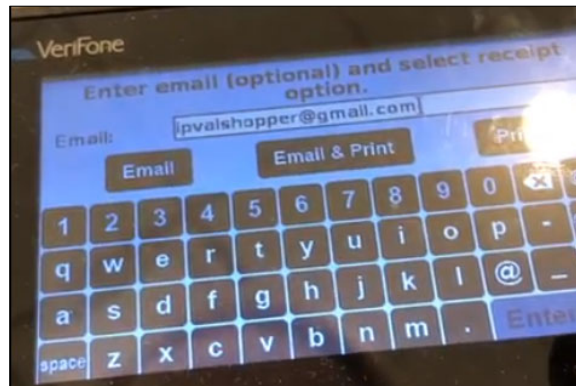 VeriFone
Enter email (optional) and select receipt
option.
Email: ipvalshopper@gmail.com
Email Email & Print
1 2 3 4 5 6 7 8 9 0
q w e r t y u i o p -
a s d f g h j k l @ _
space z x c v b n m . Enter